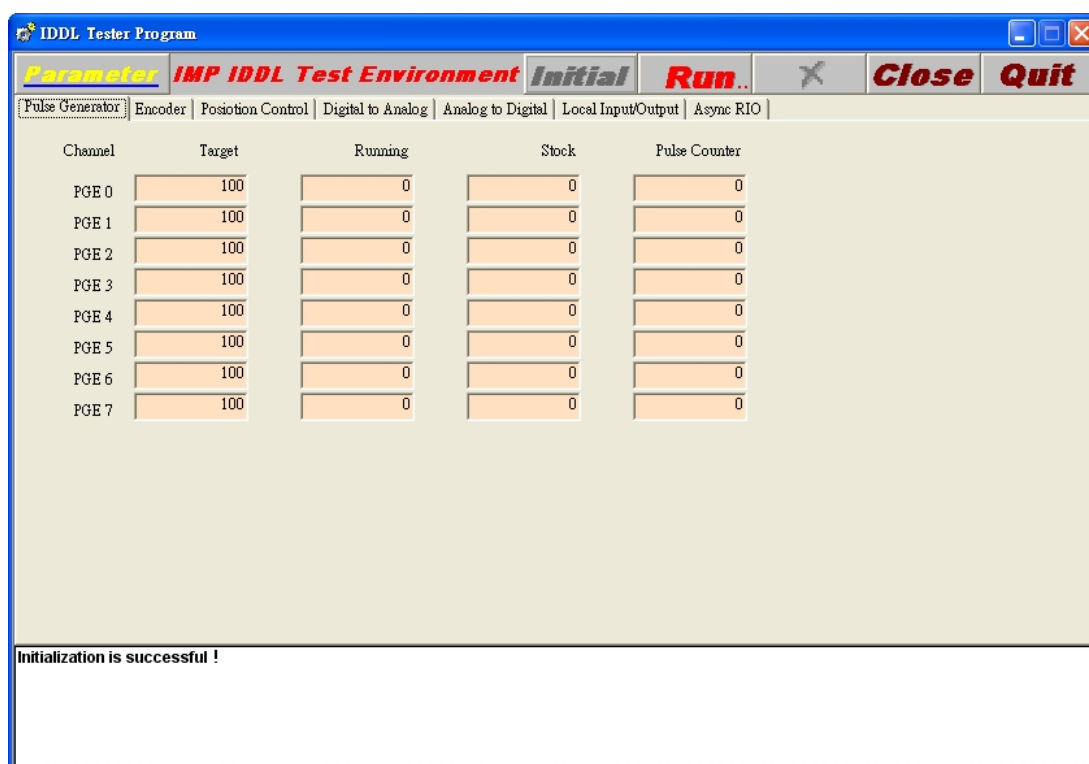 IDDL Tester Program
Parameter IMP IDDL Test Environment Initial Run.. X Close Quit
Pulse Generator Encoder Posiotion Control Digital to Analog Analog to Digital Local Input/Output Async RIO
Channel Target Running Stock Pulse Counter
PGE 0 100 0 0 0
PGE 1 100 0 0 0
PGE 2 100 0 0 0
PGE 3 100 0 0 0
PGE 4 100 0 0 0
PGE 5 100 0 0 0
PGE 6 100 0 0 0
PGE 7 100 0 0 0
Initialization is successful !